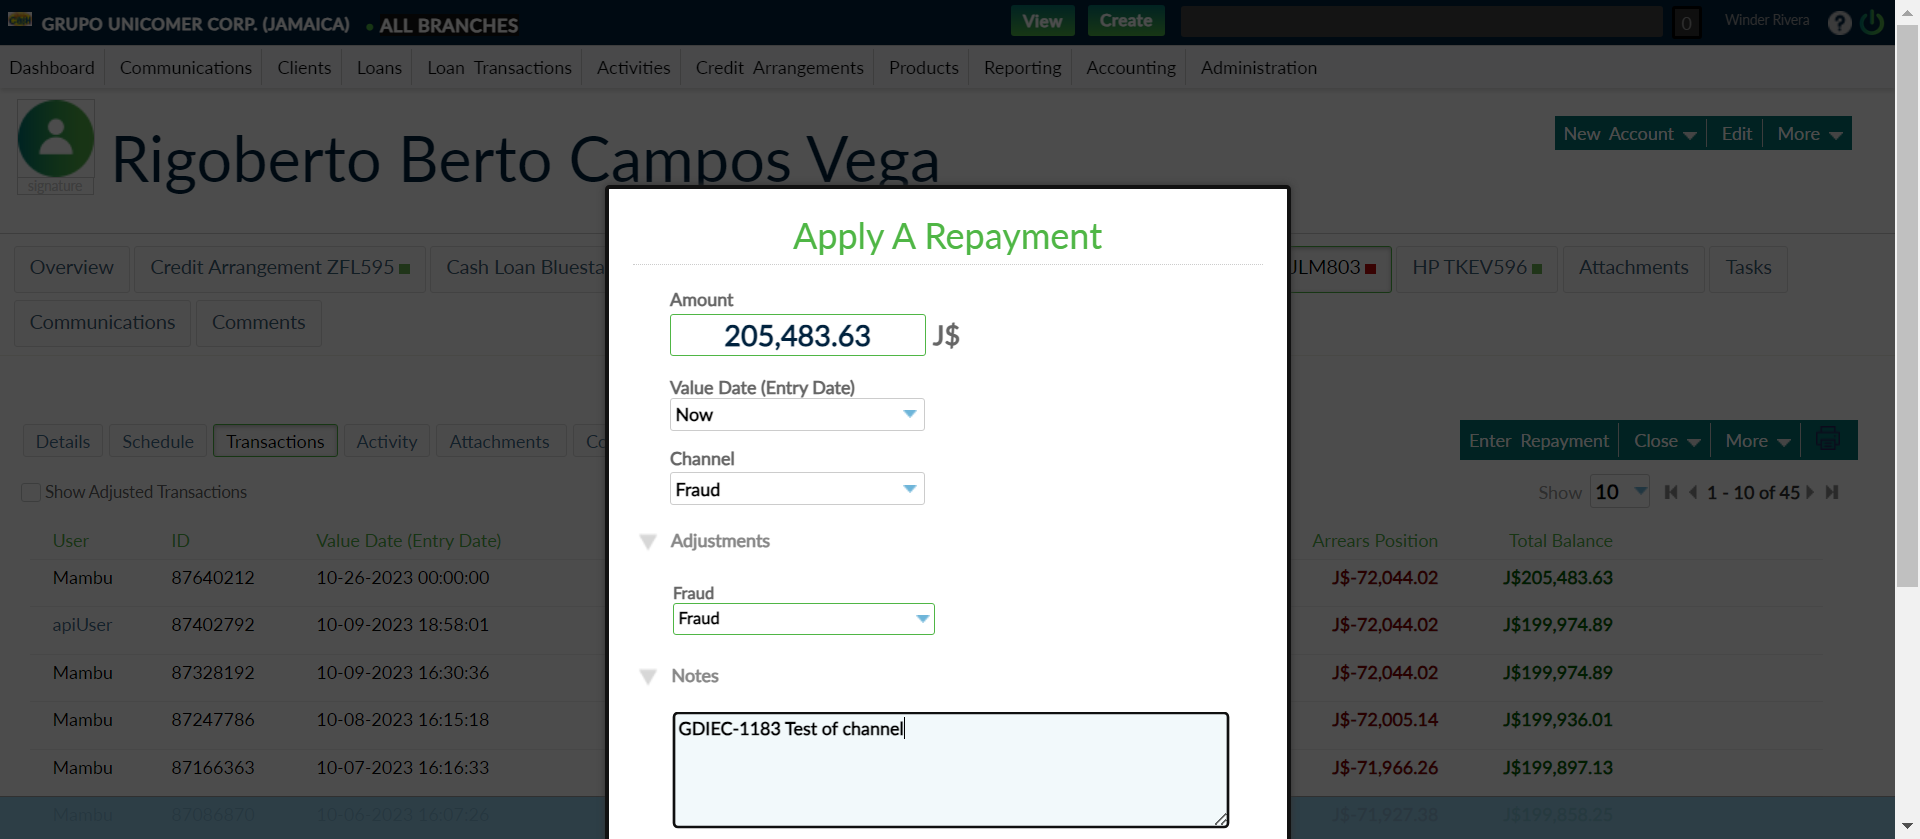 GRUPO UNICOMER CORP. (JAMAICA) • ALL BRANCHES View Create 0 Winder Rivera ?
Dashboard Communications Clients Loans Loan Transactions Activities Credit Arrangements Products Reporting Accounting Administration
signature
Rigoberto Berto Campos Vega
New Account Edit More
Overview Credit Arrangement ZFL595 Cash Loan Bluesta JLM803 HP TKEV596 Attachments Tasks
Communications Comments
Apply A Repayment
Amount
205,483.63 J$
Value Date (Entry Date)
Now
Channel
Fraud
Adjustments
Fraud
Fraud
Notes
GDIEC-1183 Test of channel
Details Schedule Transactions Activity Attachments Co
Enter Repayment Close More
Show Adjusted Transactions
Show 10 1 - 10 of 45
User ID Value Date (Entry Date) Arrears Position Total Balance
Mambu 87640212 10-26-2023 00:00:00 J$-72,044.02 J$205,483.63
apiUser 87402792 10-09-2023 18:58:01 J$-72,044.02 J$199,974.89
Mambu 87328192 10-09-2023 16:30:36 J$-72,044.02 J$199,974.89
Mambu 87247786 10-08-2023 16:15:18 J$-72,005.14 J$199,936.01
Mambu 87166363 10-07-2023 16:16:33 J$-71,966.26 J$199,897.13
Mambu 87086870 10-06-2023 16:07:26 J$-71,927.38 J$199,858.25